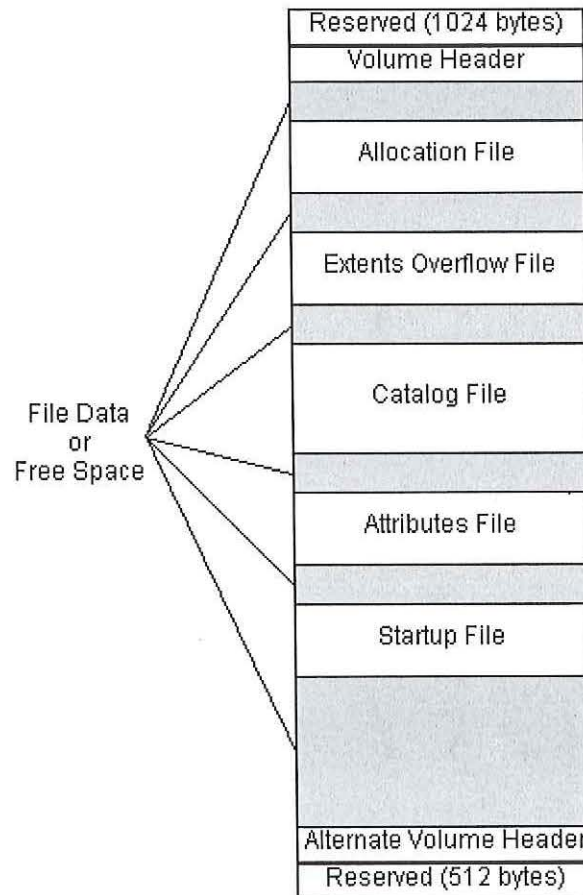 Reserved (1024 bytes)
Volume Header
Allocation File
Extents Overflow File
Catalog File
File Data
or
Free Space
Attributes File
Startup File
Alternate Volume Header
Reserved (512 bytes)